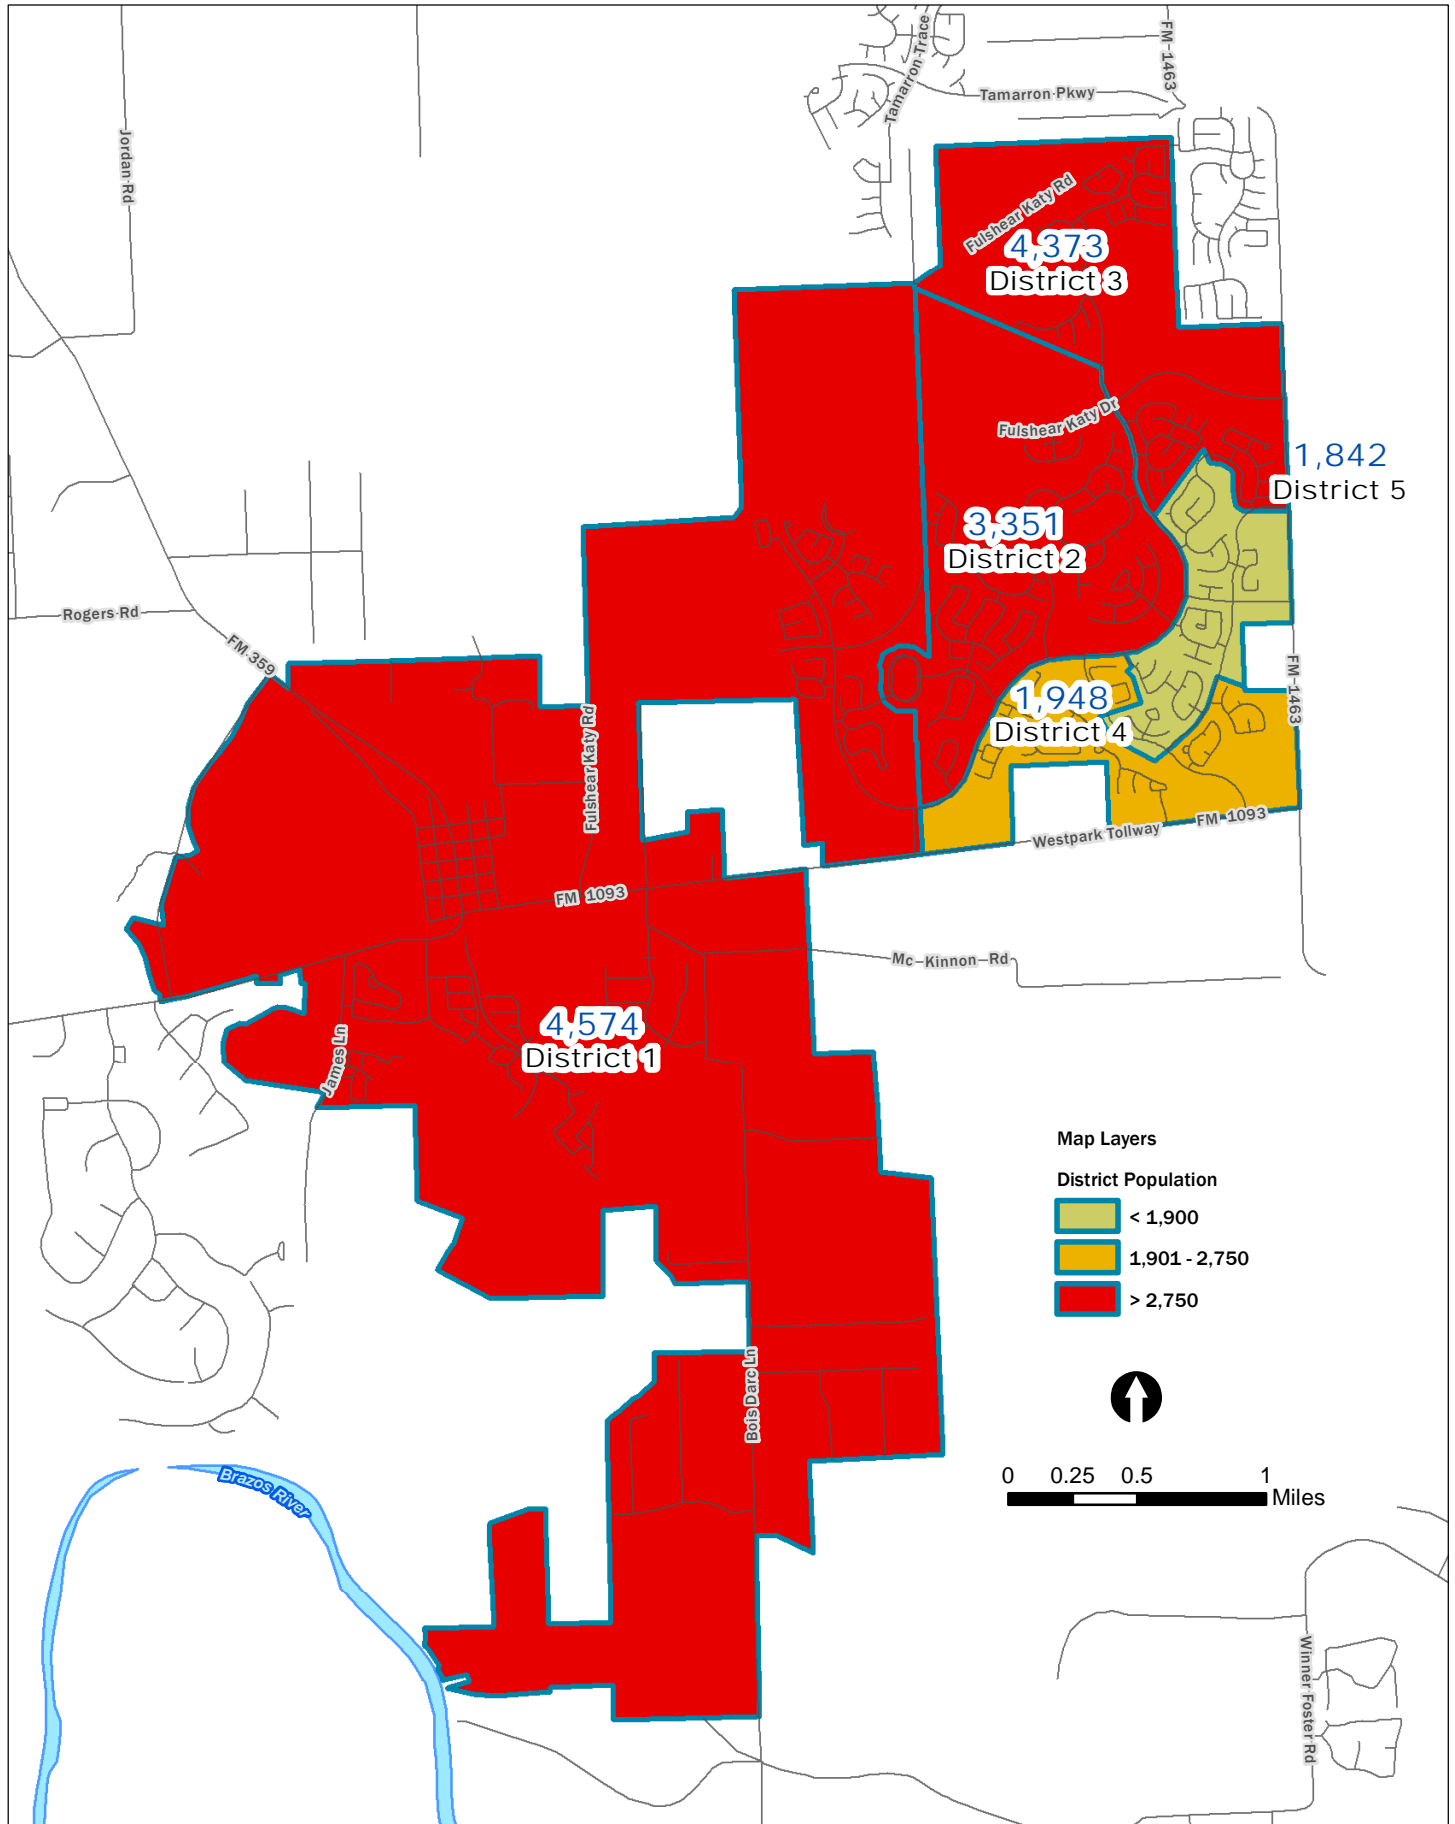 Tamarron Trace
FM 1463
Tamarron Pkwy
Jordan Rd
Fulshear Katy Rd
4,373
District 3
Fulshear Katy Dr
1,842
District 5
3,351
District 2
Rogers Rd
FM 359
FM 1463
1,948
District 4
Fulshear Katy Rd
Westpark Tollway
FM 1093
FM 1093
Mc-Kinnon-Rd
4,574
District 1
James Ln
Map Layers
District Population
< 1,900
1,901 - 2,750
> 2,750
Bois Darc Ln
0 0.25 0.5 1
Miles
Brazos River
Winner Foster Rd